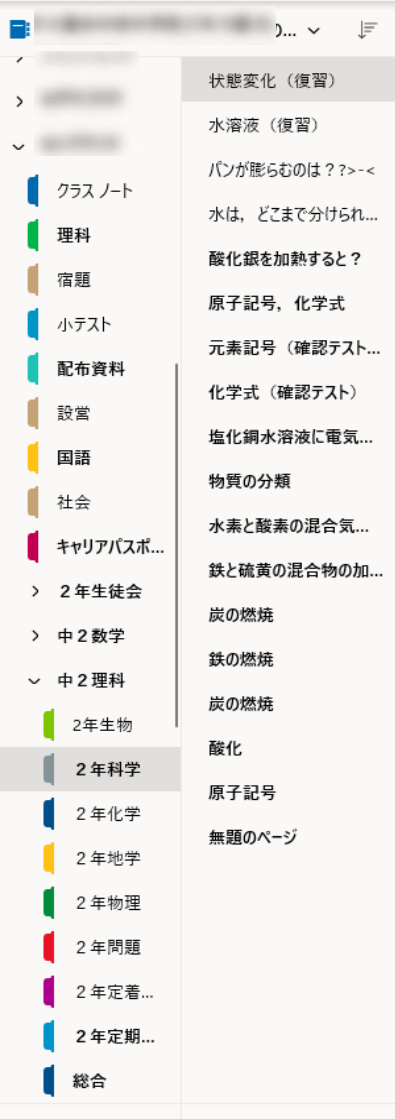 の...
クラス ノート
理科
宿題
小テスト
配布資料
設営
国語
社会
キャリアパスポ...
２年生徒会
中２数学
中２理科
2年生物
２年科学
２年化学
２年地学
２年物理
２年問題
２年定着...
２年定期...
総合
状態変化（復習）
水溶液（復習）
パンが膨らむのは？?>-<
水は，どこまで分けられ...
酸化銀を加熱すると？
原子記号，化学式
元素記号（確認テスト...
化学式（確認テスト）
塩化銅水溶液に電気...
物質の分類
水素と酸素の混合気...
鉄と硫黄の混合物の加...
炭の燃焼
鉄の燃焼
炭の燃焼
酸化
原子記号
無題のページ